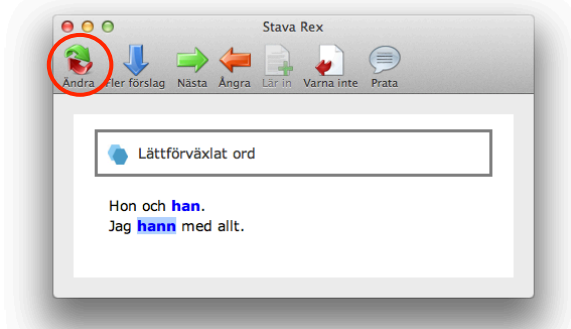 Stava Rex
Ändra Fler förslag Nästa Ångra Lär in Varna inte Prata
Lättförväxlat ord
Hon och han.
Jag hann med allt.